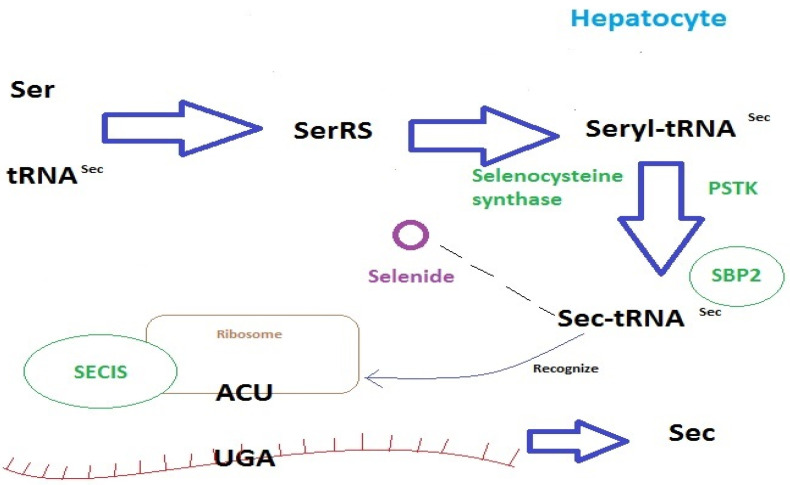 Hepatocyte
Ser
tRNA Sec
SerRS
Seryl-tRNA Sec
Selenocysteine
synthase
PSTK
Selenide
SBP2
Sec-tRNA Sec
Ribosome
SECIS
Recognize
ACU
UGA
Sec